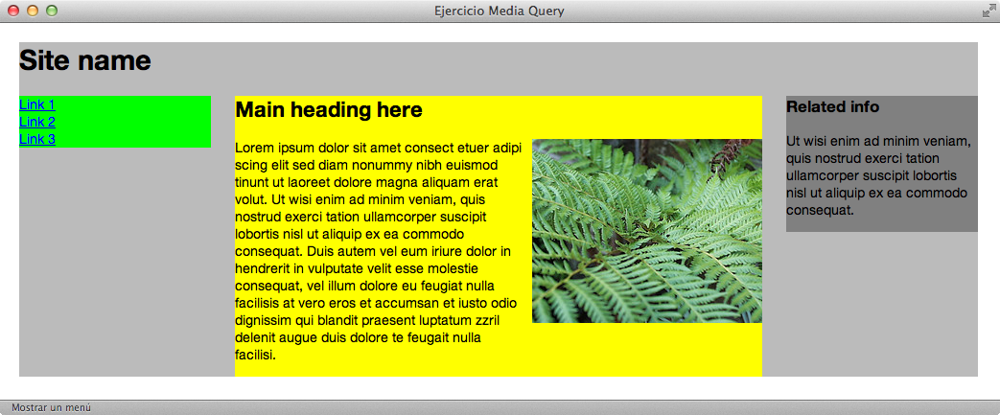 Ejercicio Media Query
Site name
Link 1
Link 2
Link 3
Main heading here
Lorem ipsum dolor sit amet consect etuer adipi
scing elit sed diam nonummy nibh euismod
tinunt ut laoreet dolore magna aliquam erat
volut. Ut wisi enim ad minim veniam, quis
nostrud exerci tation ullamcorper suscipit
lobortis nisl ut aliquip ex ea commodo
consequat. Duis autem vel eum iriure dolor in
hendrerit in vulputate velit esse molestie
consequat, vel illum dolore eu feugiat nulla
facilisis at vero eros et accumsan et iusto odio
dignissim qui blandit praesent luptatum zzril
delenit augue duis dolore te feugait nulla
facilisi.
Related info
Ut wisi enim ad minim veniam,
quis nostrud exerci tation
ullamcorper suscipit lobortis
nisl ut aliquip ex ea commodo
consequat.
Mostrar un menú